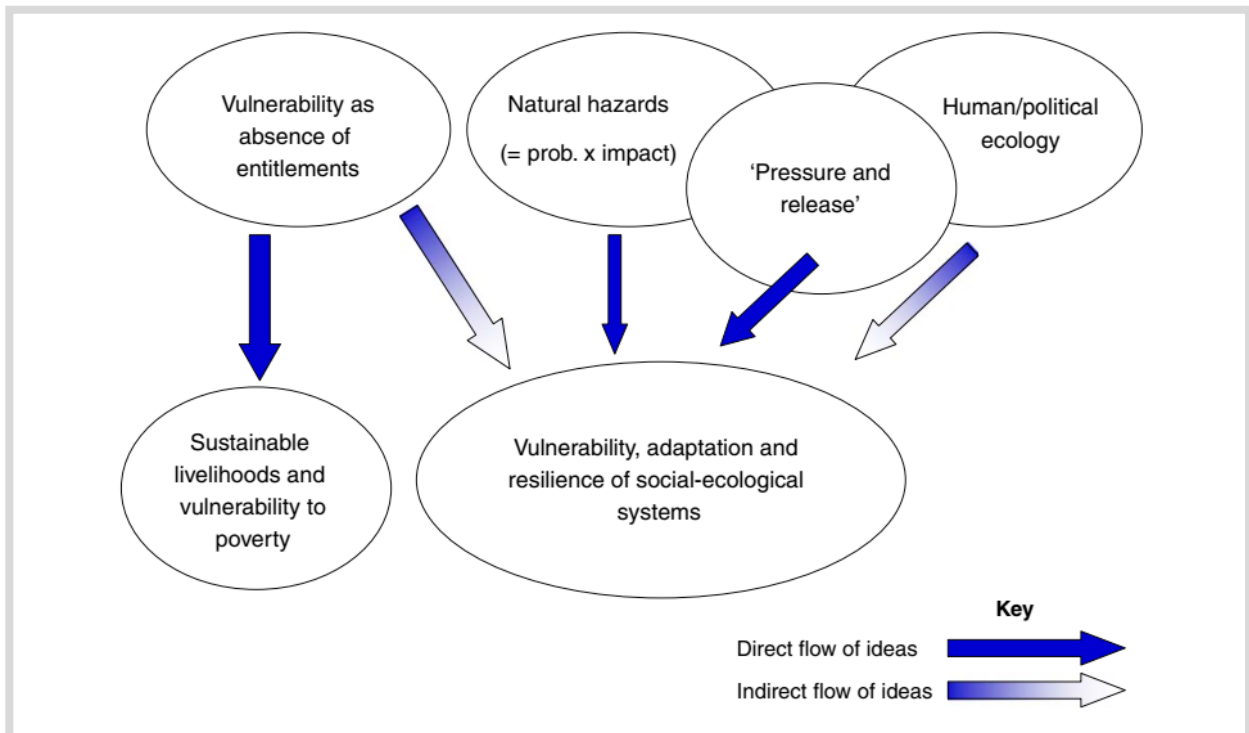 Vulnerability as
absence of
entitlements
Natural hazards
(= prob. x impact)
‘Pressure and
release’
Human/political
ecology
Sustainable
livelihoods and
vulnerability to
poverty
Vulnerability, adaptation and
resilience of social-ecological
systems
Key
Direct flow of ideas
Indirect flow of ideas